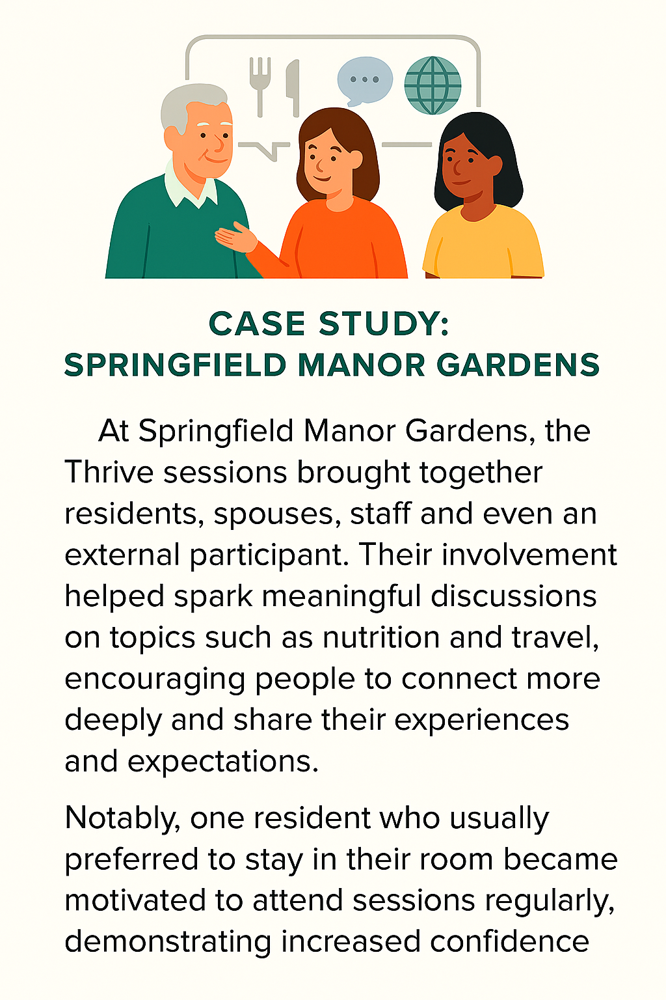 CASE STUDY:
SPRINGFIELD MANOR GARDENS
At Springfield Manor Gardens, the
Thrive sessions brought together
residents, spouses, staff and even an
external participant. Their involvement
helped spark meaningful discussions
on topics such as nutrition and travel,
encouraging people to connect more
deeply and share their experiences
and expectations.
Notably, one resident who usually
preferred to stay in their room became
motivated to attend sessions regularly,
demonstrating increased confidence